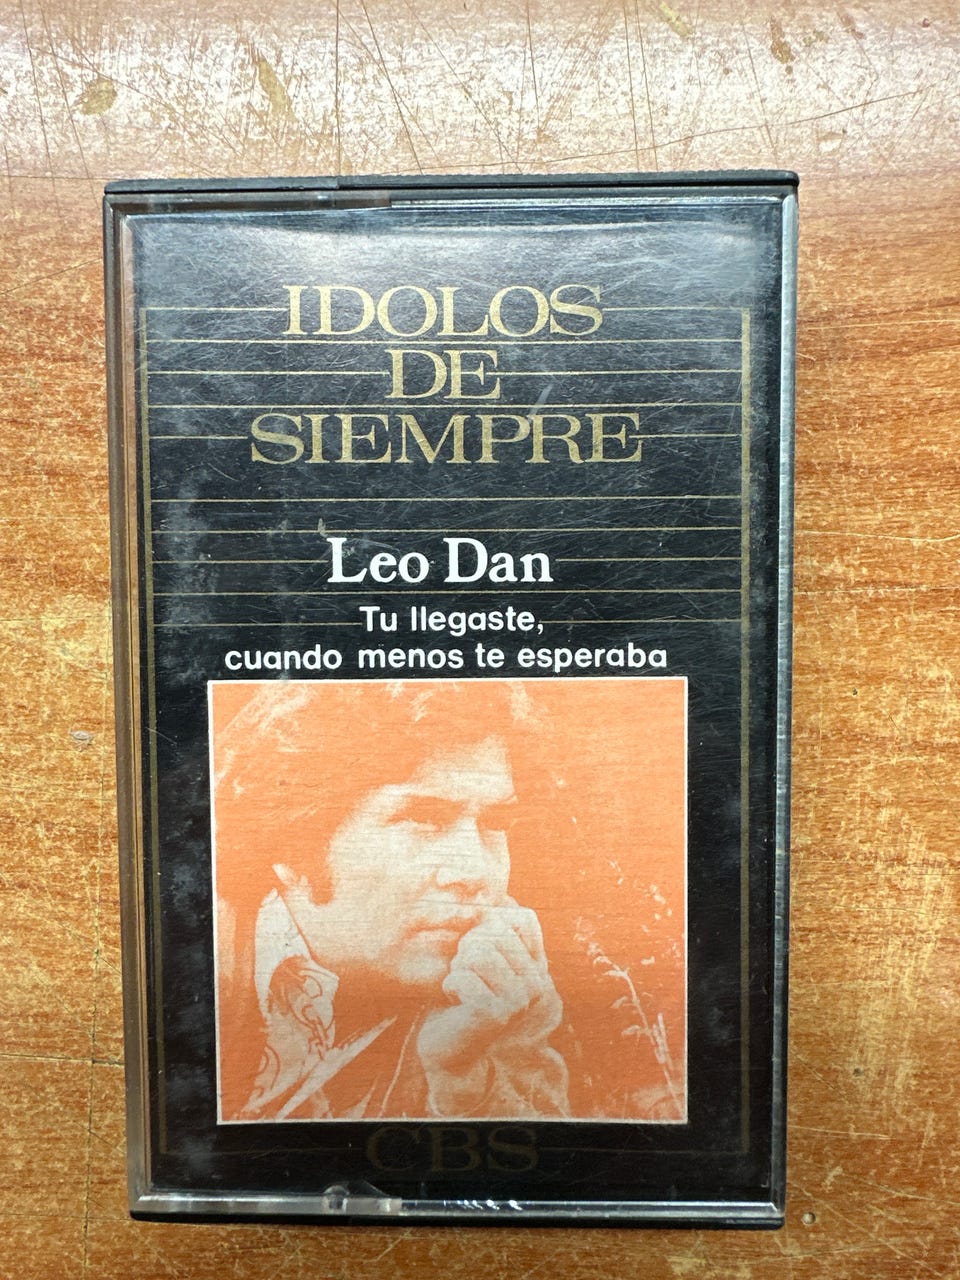 IDOLOS
DE
SIEMPRE
Leo Dan
Tu llegaste,
cuando menos te esperaba
CBS